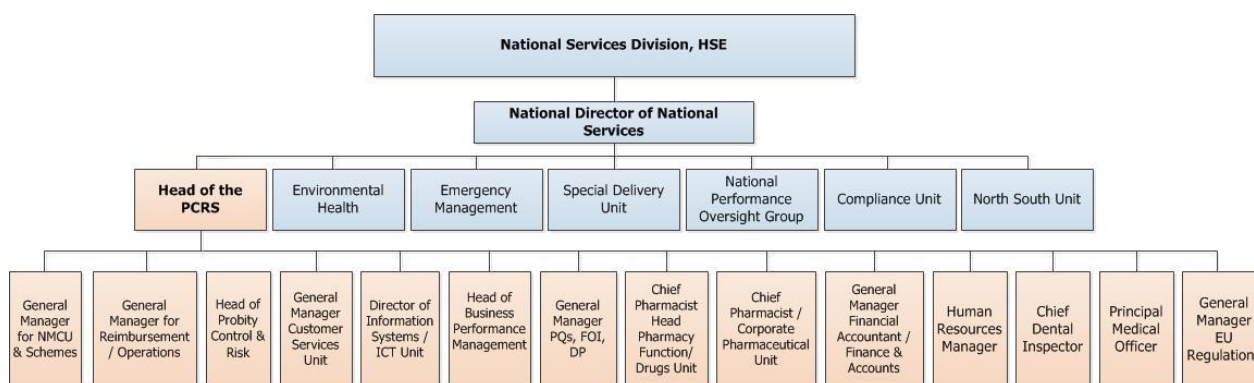 National Services Division, HSE
National Director of National
Services
Head of the
PCRS
Environmental
Health
Emergency
Management
Special Delivery
Unit
National
Performance
Oversight Group
Compliance Unit
North South Unit
General
Manager
for NMCU
& Schemes
General
Manager for
Reimbursement
/ Operations
Head of
Probity
Control &
Risk
General
Manager
Customer
Services
Unit
Director of
Information
Systems /
ICT Unit
Head of
Business
Performance
Management
General
Manager
PQs, FOI,
DP
Chief
Pharmacist
Head
Pharmacy
Function/
Drugs Unit
Chief
Pharmacist /
Corporate
Pharmaceutical
Unit
General
Manager
Financial
Accountant /
Finance &
Accounts
Human
Resources
Manager
Chief
Dental
Inspector
Principal
Medical
Officer
General
Manager
EU
Regulation